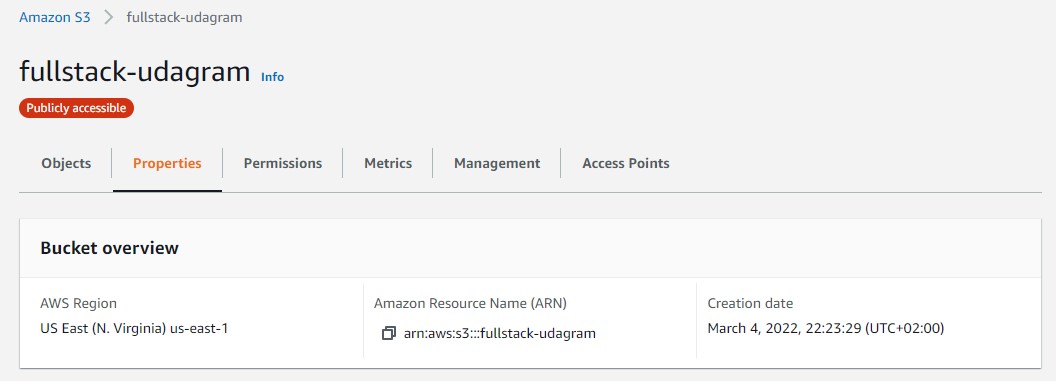 Amazon S3 > fullstack-udagram
fullstack-udagram Info
Publicly accessible
Objects Properties Permissions Metrics Management Access Points
Bucket overview
AWS Region Amazon Resource Name (ARN) Creation date
US East (N. Virginia) us-east-1 arn:aws:s3:::fullstack-udagram March 4, 2022, 22:23:29 (UTC+02:00)